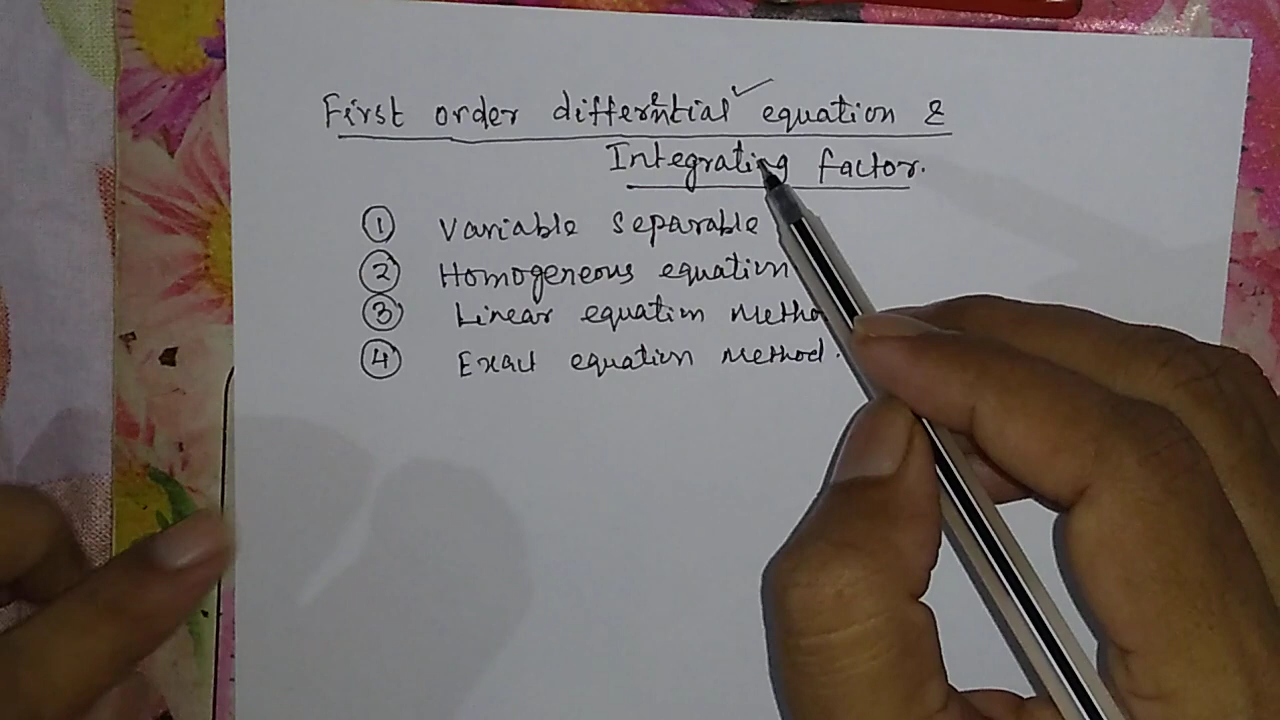 First order differential equation &
Integrating factor.
① Variable separable
② Homogeneous equation
③ Linear equation Metho
④ Exact equation Method.